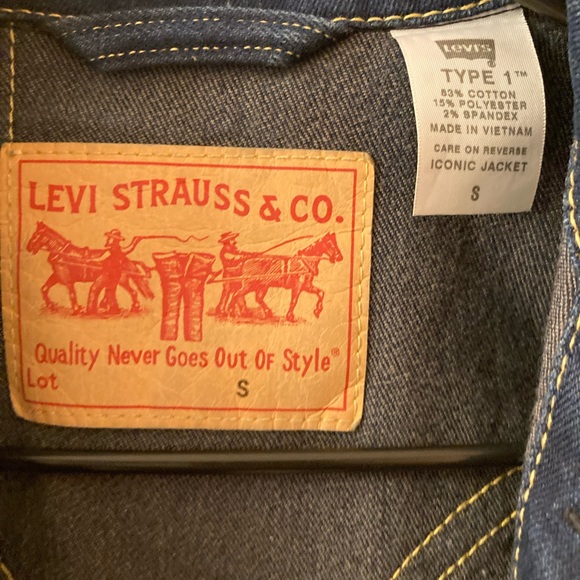 LEVI STRAUSS & CO.
Quality Never Goes Out Of Style®
Lot S
Levi's
TYPE 1™
83% COTTON
15% POLYESTER
2% SPANDEX
MADE IN VIETNAM
CARE ON REVERSE
ICONIC JACKET
S